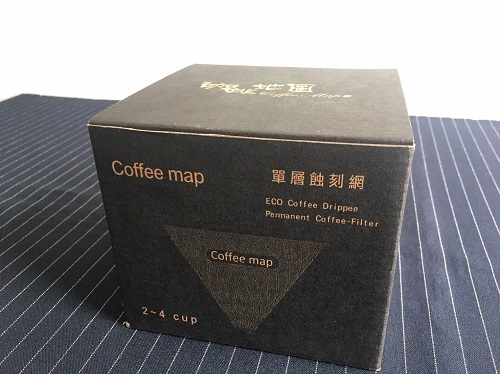 Coffee map
單層蝕刻網
ECO Coffee Drippee
Permanent Coffee-Filter
Coffee map
2~4 cup